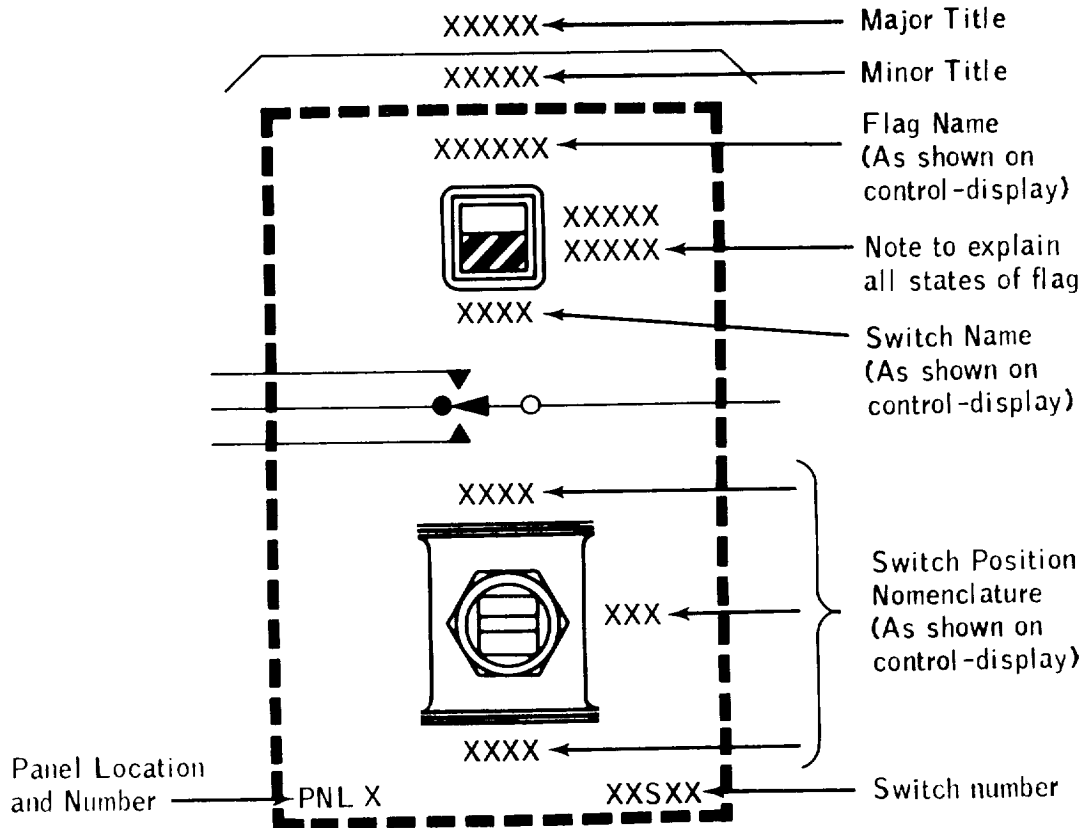 XXXXX Major Title
XXXXX Minor Title
XXXXXX Flag Name
(As shown on
control-display)
XXXXX
XXXXX Note to explain
all states of flag
XXXX Switch Name
(As shown on
control-display)
XXXX
XXX Switch Position
Nomenclature
(As shown on
control-display)
XXXX
Panel Location
and Number
PNL X
XXSXX Switch number